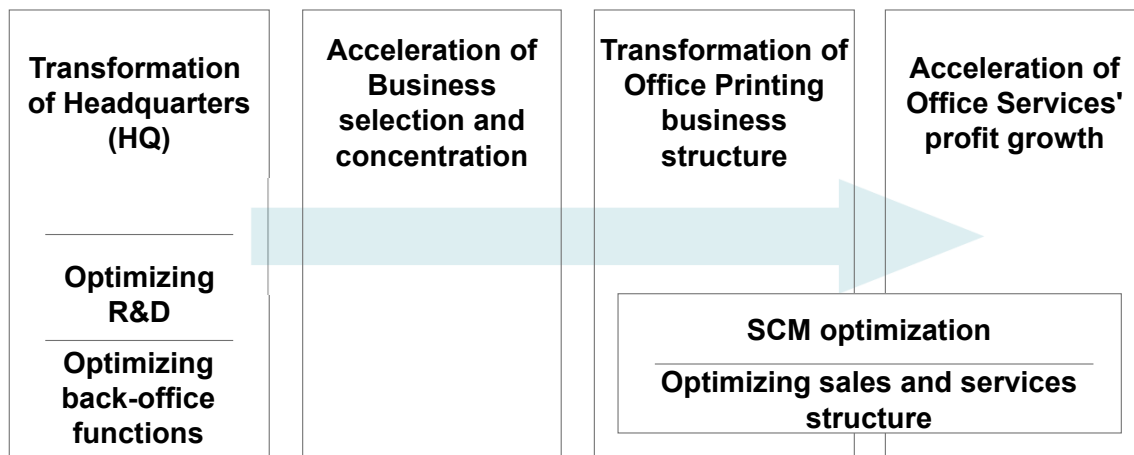 Transformation
of Headquarters
(HQ)
Optimizing
R&D
Optimizing
back-office
functions
Acceleration of
Business
selection and
concentration
Transformation of
Office Printing
business
structure
Acceleration of
Office Services'
profit growth
SCM optimization
Optimizing sales and services
structure